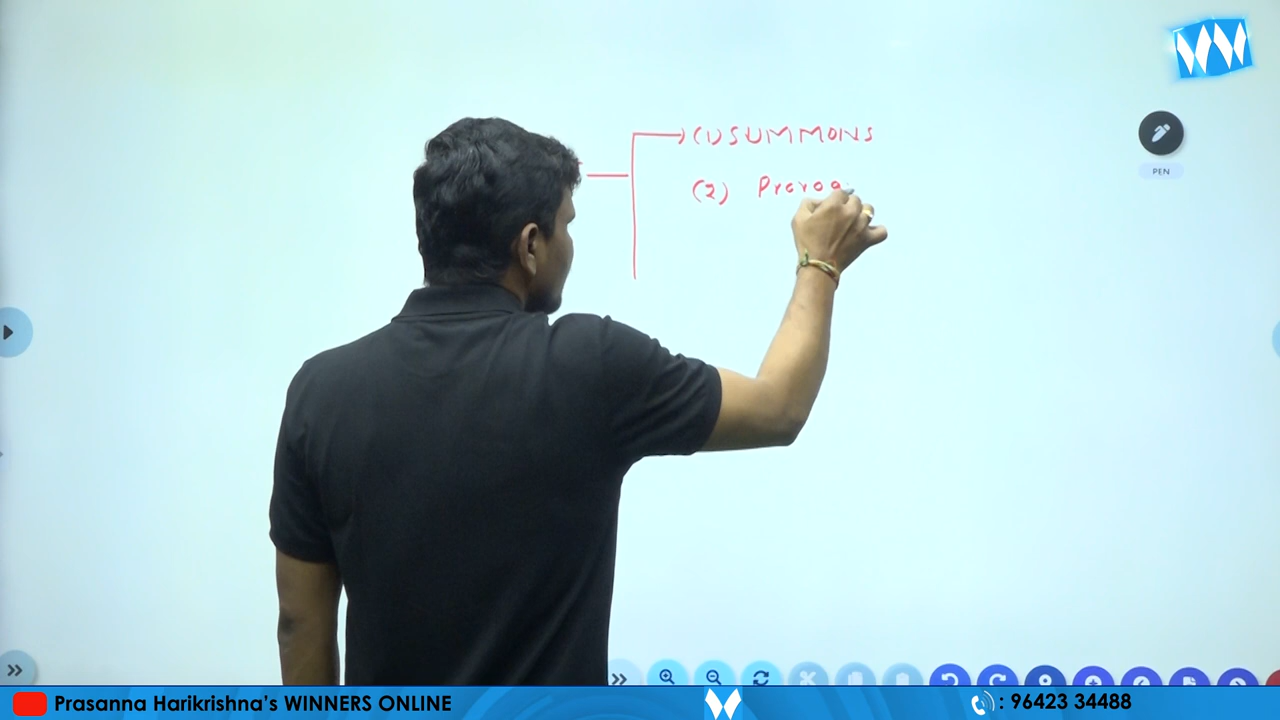 (1) SUMMONS
(2) Prorog
PEN
Prasanna Harikrishna's WINNERS ONLINE
: 96423 34488